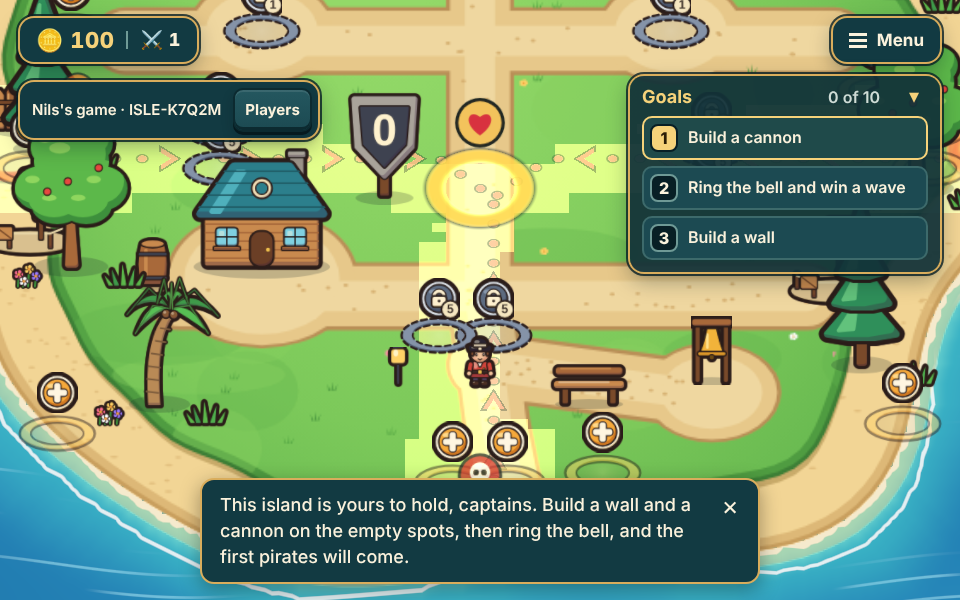 1
1
100 | 1
Menu
Nils's game · ISLE-K7Q2M
Players
0
Goals
0 of 10
1 Build a cannon
2 Ring the bell and win a wave
3 Build a wall
5
5
This island is yours to hold, captains. Build a wall and a
cannon on the empty spots, then ring the bell, and the
first pirates will come.